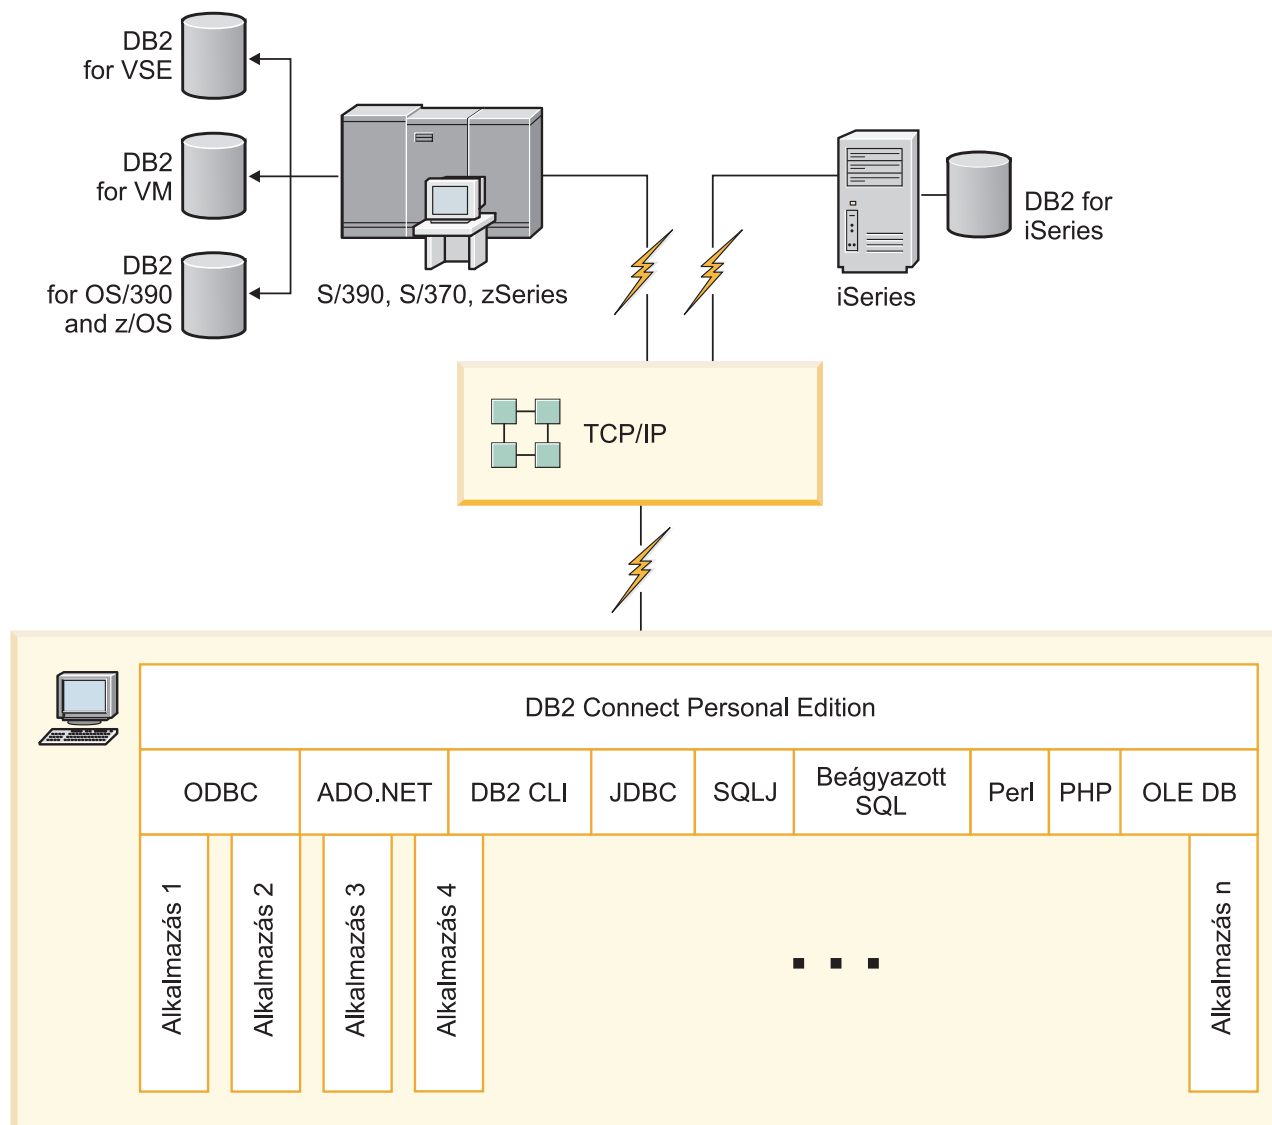 DB2
for VSE
DB2
for VM
DB2
for OS/390
and z/OS
S/390, S/370, zSeries
iSeries
DB2 for
iSeries
TCP/IP
DB2 Connect Personal Edition
ODBC
ADO.NET
DB2 CLI
JDBC
SQLJ
Beágyazott
SQL
Perl
PHP
OLE DB
Alkalmazás 1
Alkalmazás 2
Alkalmazás 3
Alkalmazás 4
Alkalmazás n